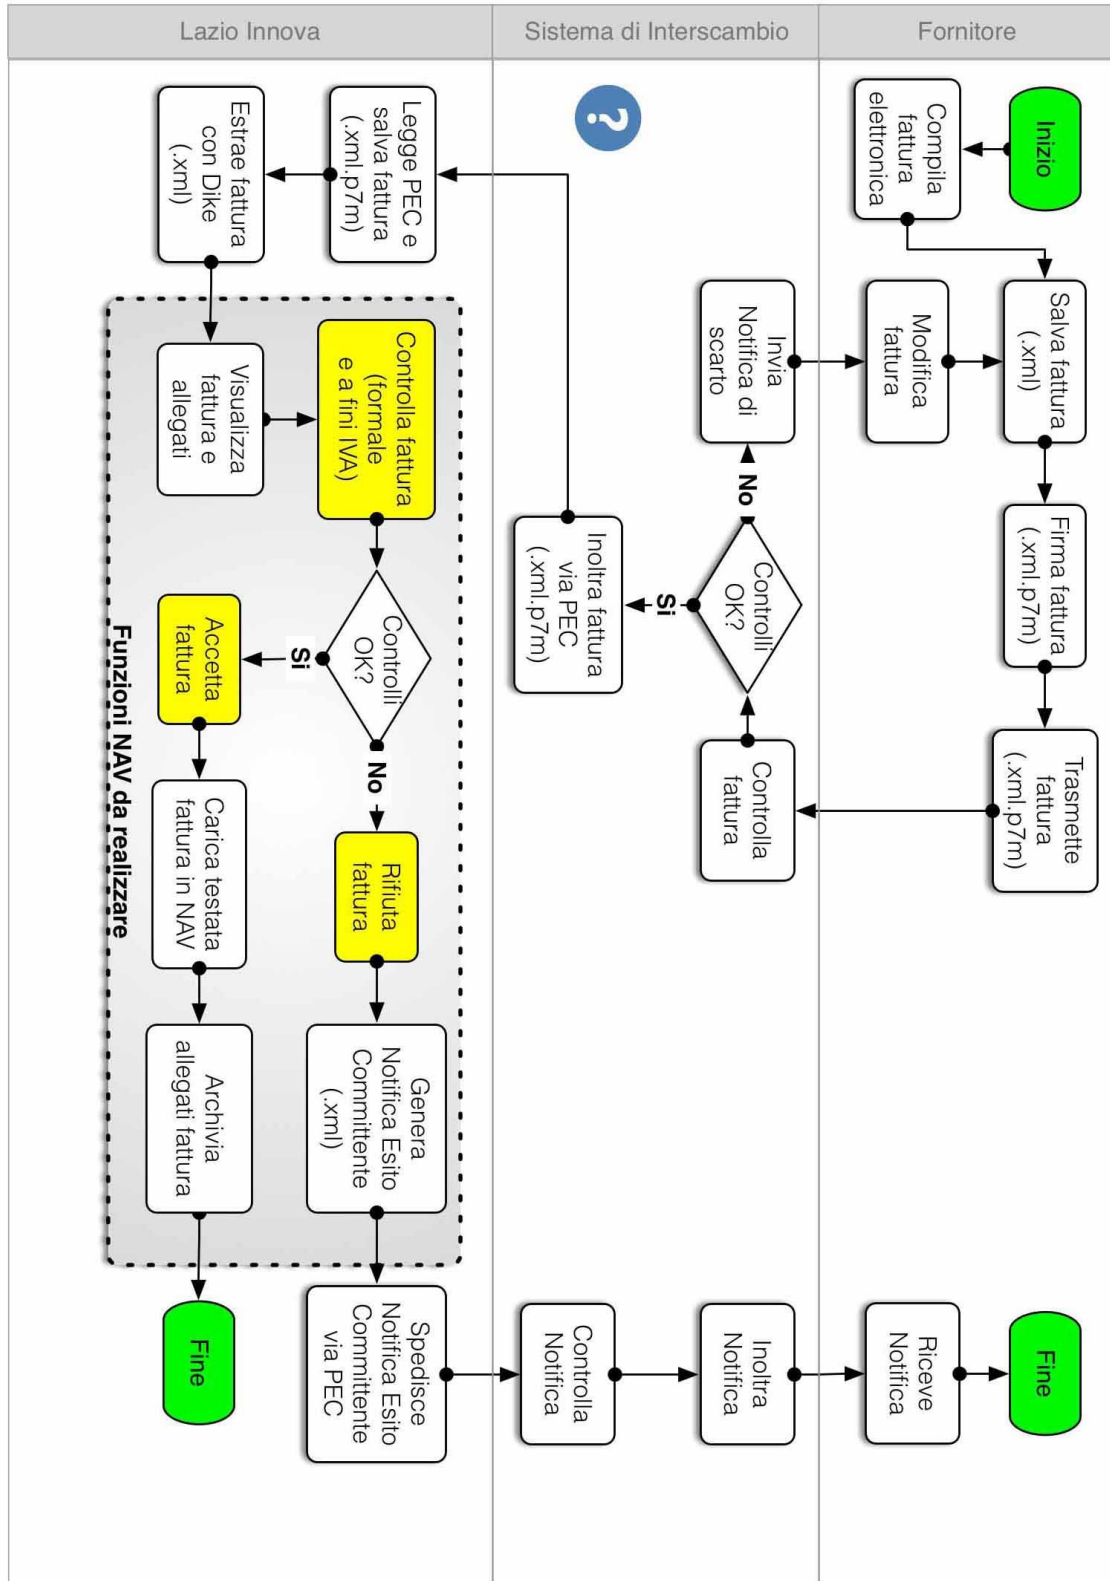 Fornitore
Inizio
Compila
fattura
elettronica
Salva fattura
(.xml)
Firma fattura
(.xml.p7m)
Trasmette
fattura
(.xml.p7m)
Modifica
fattura
Riceve
Notifica
Fine
Sistema di Interscambio
?
Invia
Notifica di
scarto
No
Controlli
OK?
Si
Controlla
fattura
Inoltra fattura
via PEC
(.xml.p7m)
Inoltra
Notifica
Controlla
Notifica
Lazio Innova
Legge PEC e
salva fattura
(.xml.p7m)
Estrae fattura
con Dike
(.xml)
Visualizza
fattura e
allegati
Controlla fattura
(formale
e a fini IVA)
Controlli
OK?
No
Rifiuta
fattura
Genera
Notifica Esito
Committente
(.xml)
Spedisce
Notifica Esito
Committente
via PEC
Si
Accetta
fattura
Carica testata
fattura in NAV
Archivia
allegati fattura
Fine
Funzioni NAV da realizzare